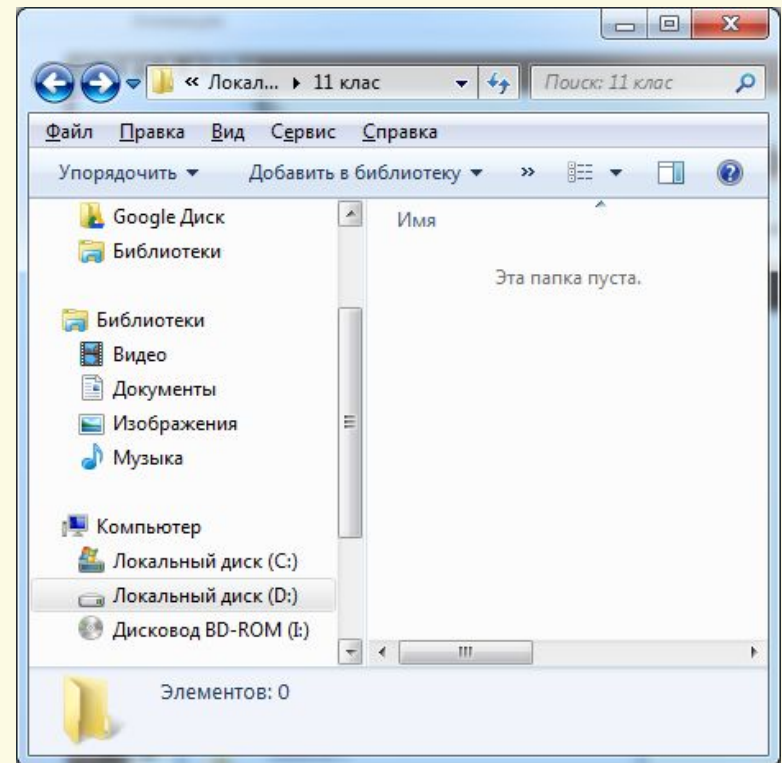 « Локал... ▸ 11 клас
Поиск: 11 клас
Файл Правка Вид Сервис Справка
Упорядочить Добавить в библиотеку »
Google Диск
Библиотеки
Имя
Эта папка пуста.
Библиотеки
Видео
Документы
Изображения
Музыка
Компьютер
Локальный диск (C:)
Локальный диск (D:)
Дисковод BD-ROM (I:)
Элементов: 0